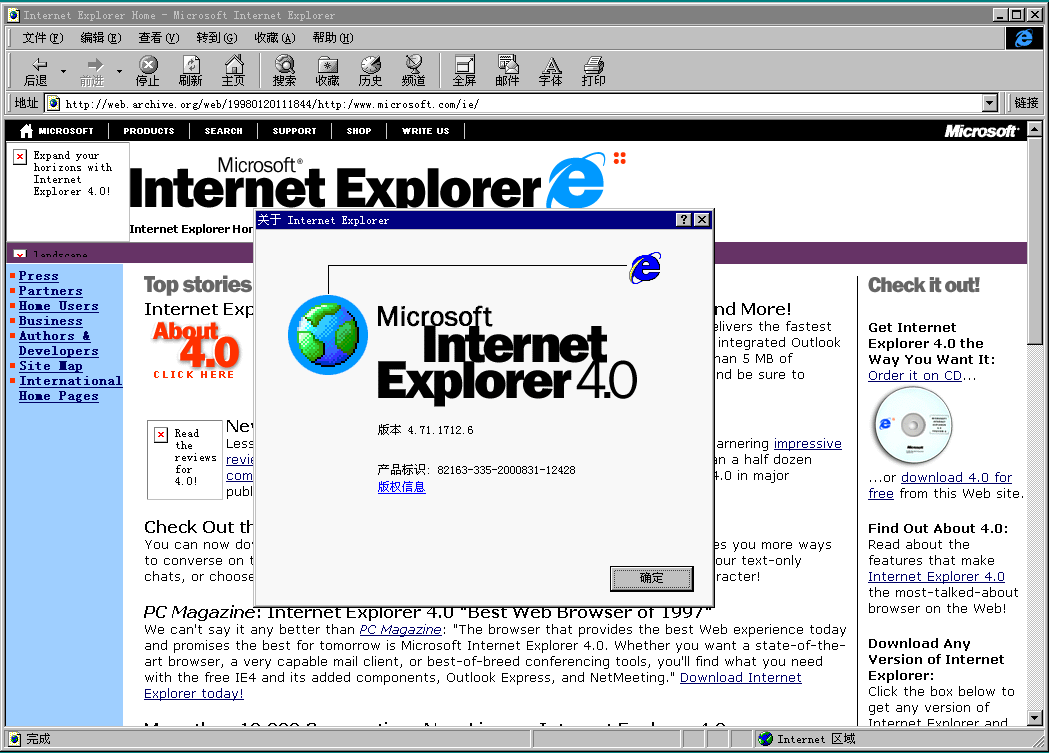 Internet Explorer Home - Microsoft Internet Explorer
文件(F) 编辑(E) 查看(V) 转到(G) 收藏(A) 帮助(H)
后退 前进 停止 刷新 主页 搜索 收藏 历史 频道 全屏 邮件 字体 打印
地址 http://web.archive.org/web/19980120111844/http:/www.microsoft.com/ie/ 链接
MICROSOFT PRODUCTS SEARCH SUPPORT SHOP WRITE US Microsoft
Expand your
horizons with
Internet
Explorer 4.0!
Microsoft®
Internet Explorer
Internet Explorer Hor
landscape
Press
Partners
Home Users
Business
Authors &
Developers
Site Map
International
Home Pages
Top stories
Internet Exp
nd More!
About
4.0
CLICK HERE
elivers the fastest
integrated Outlook
han 5 MB of
nd be sure to
Read
the
reviews
for
4.0!
Nev
Less
revie
com
publ
arnering impressive
an a half dozen
4.0 in major
Check Out th
You can now dov
to converse on t
chats, or choose
es you more ways
our text-only
racter!
关于 Internet Explorer
Microsoft
Internet
Explorer 4.0
版本 4.71.1712.6
产品标识: 82163-335-2000831-12428
版权信息
确定
PC Magazine: Internet Explorer 4.0 "Best Web Browser of 1997"
We can't say it any better than PC Magazine: "The browser that provides the best Web experience today
and promises the best for tomorrow is Microsoft Internet Explorer 4.0. Whether you want a state-of-the-
art browser, a very capable mail client, or best-of-breed conferencing tools, you'll find what you need
with the free IE4 and its added components, Outlook Express, and NetMeeting." Download Internet
Explorer today!
Check it out!
Get Internet
Explorer 4.0 the
Way You Want It:
Order it on CD...
...or download 4.0 for
free from this Web site.
Find Out About 4.0:
Read about the
features that make
Internet Explorer 4.0
the most-talked-about
browser on the Web!
Download Any
Version of Internet
Explorer:
Click the box below to
get any version of
Internet Explorer and
完成 Internet 区域